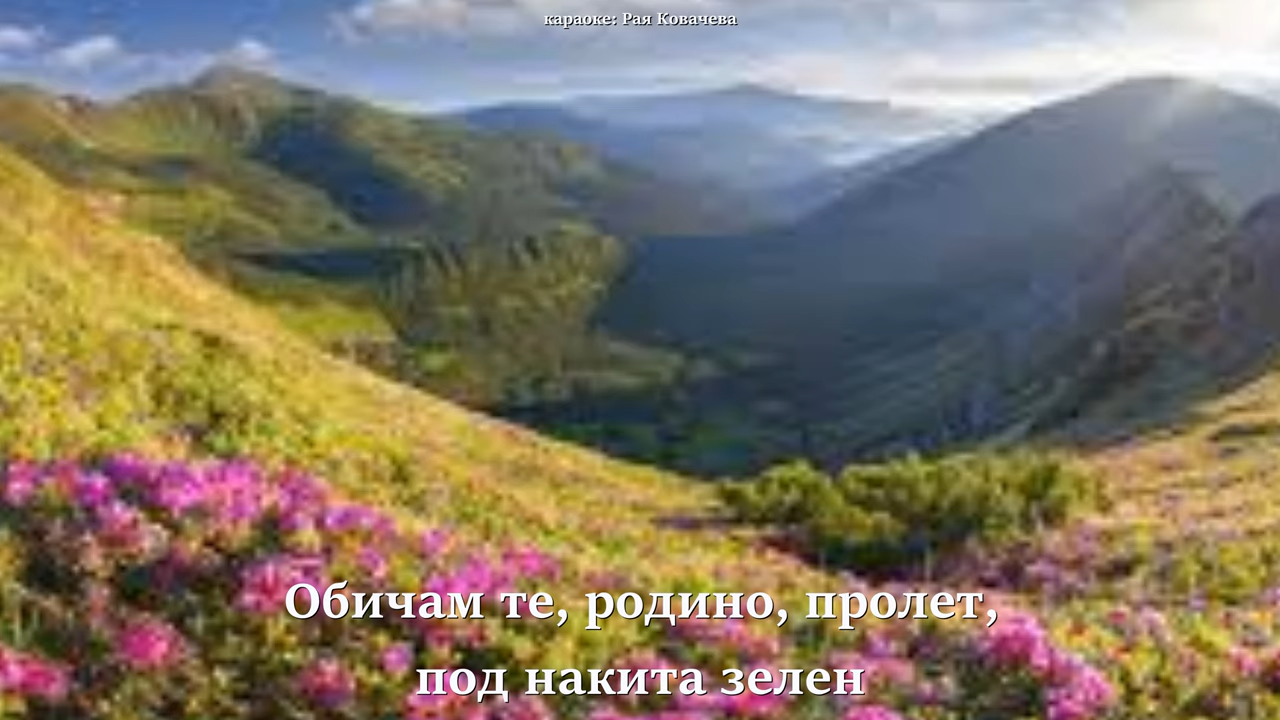 караоке: Рая Ковачева
Обичам те, родино, пролет,
под накита зелен